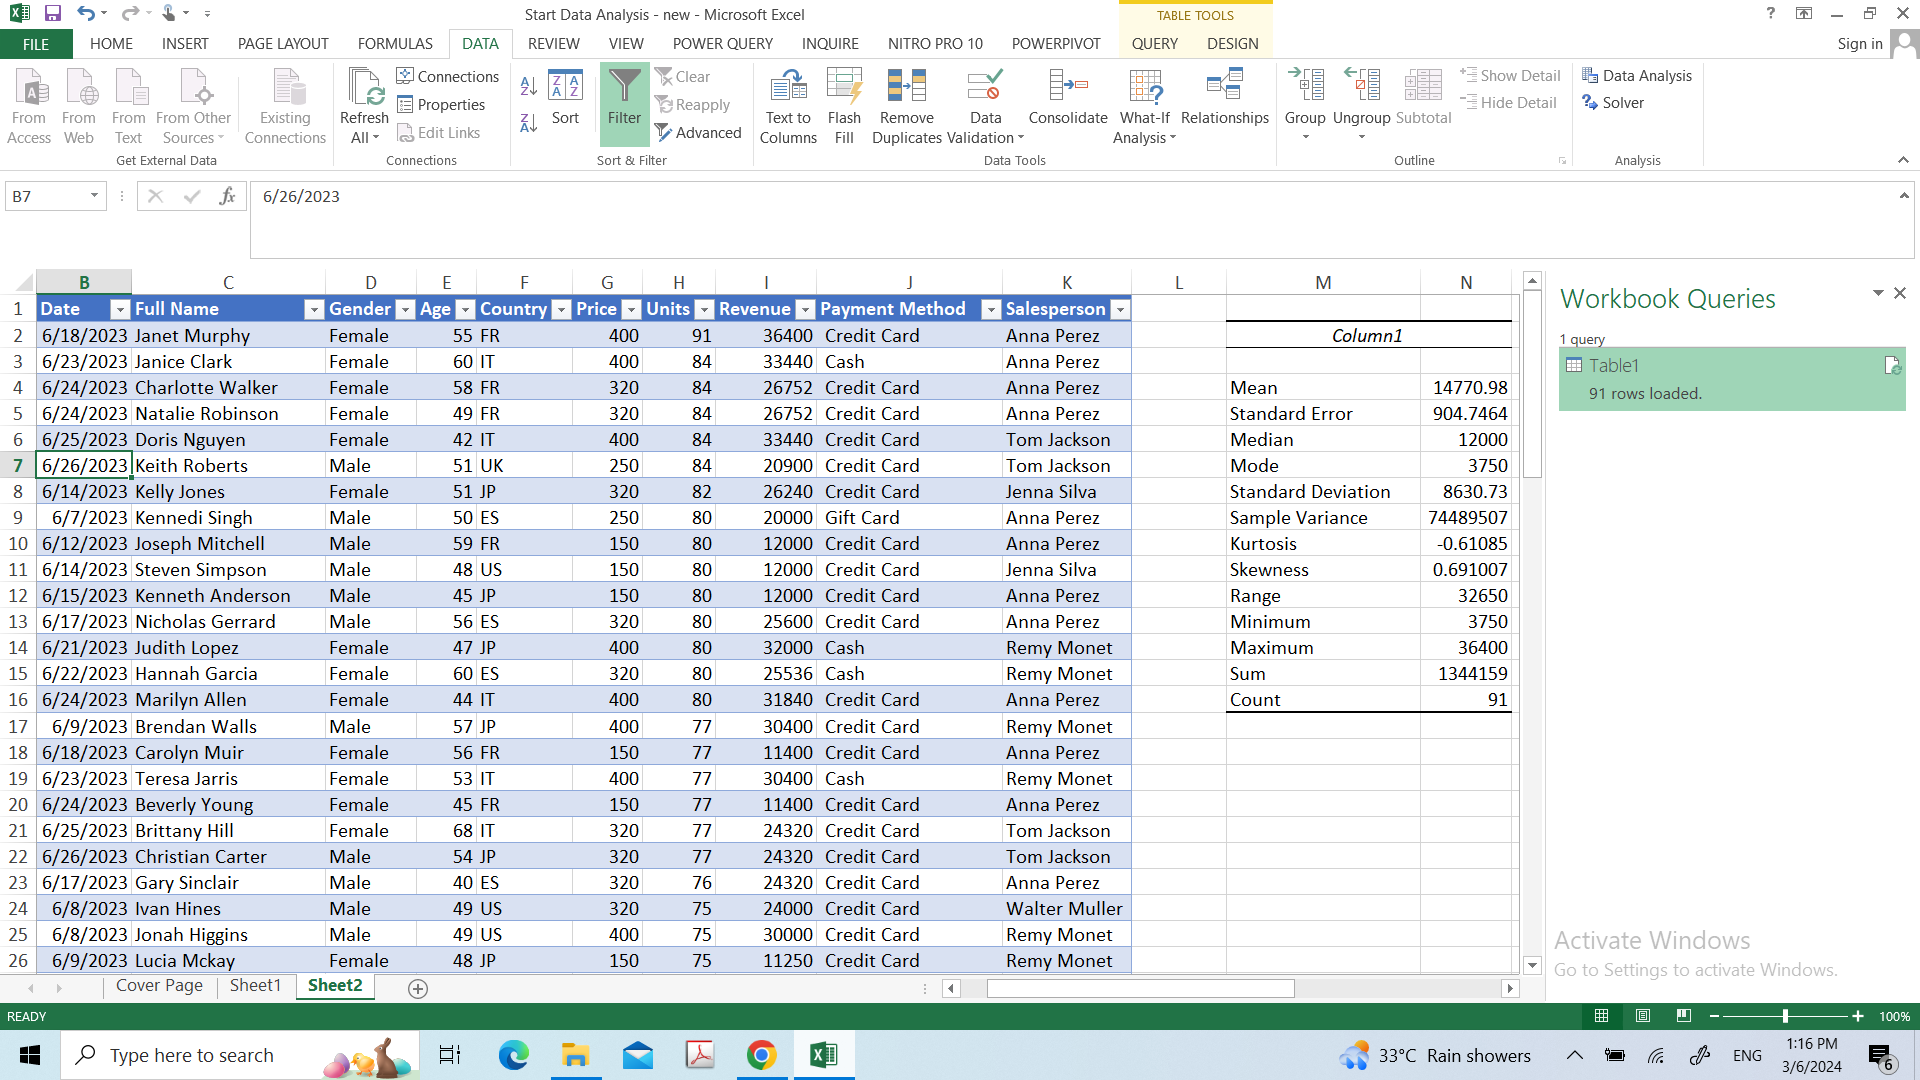 Start Data Analysis - new - Microsoft Excel
TABLE TOOLS
FILE HOME INSERT PAGE LAYOUT FORMULAS DATA REVIEW VIEW POWER QUERY INQUIRE NITRO PRO 10 POWERPIVOT QUERY DESIGN Sign in
From Access From Web From Text From Other Sources Existing Connections
Get External Data
Refresh All Connections Properties Edit Links
Connections
Sort Filter Clear Reapply Advanced
Sort & Filter
Text to Columns Flash Fill Remove Duplicates Data Validation Consolidate What-If Analysis Relationships
Data Tools
Group Ungroup Subtotal Show Detail Hide Detail
Outline
Data Analysis Solver
Analysis
B7 fx 6/26/2023
B C D E F G H I J K L M N
1 Date Full Name Gender Age Country Price Units Revenue Payment Method Salesperson
2 6/18/2023 Janet Murphy Female 55 FR 400 91 36400 Credit Card Anna Perez Column1
3 6/23/2023 Janice Clark Female 60 IT 400 84 33440 Cash Anna Perez
4 6/24/2023 Charlotte Walker Female 58 FR 320 84 26752 Credit Card Anna Perez Mean 14770.98
5 6/24/2023 Natalie Robinson Female 49 FR 320 84 26752 Credit Card Anna Perez Standard Error 904.7464
6 6/25/2023 Doris Nguyen Female 42 IT 400 84 33440 Credit Card Tom Jackson Median 12000
7 6/26/2023 Keith Roberts Male 51 UK 250 84 20900 Credit Card Tom Jackson Mode 3750
8 6/14/2023 Kelly Jones Female 51 JP 320 82 26240 Credit Card Jenna Silva Standard Deviation 8630.73
9 6/7/2023 Kennedi Singh Male 50 ES 250 80 20000 Gift Card Anna Perez Sample Variance 74489507
10 6/12/2023 Joseph Mitchell Male 59 FR 150 80 12000 Credit Card Anna Perez Kurtosis -0.61085
11 6/14/2023 Steven Simpson Male 48 US 150 80 12000 Credit Card Jenna Silva Skewness 0.691007
12 6/15/2023 Kenneth Anderson Male 45 JP 150 80 12000 Credit Card Anna Perez Range 32650
13 6/17/2023 Nicholas Gerrard Male 56 ES 320 80 25600 Credit Card Anna Perez Minimum 3750
14 6/21/2023 Judith Lopez Female 47 JP 400 80 32000 Cash Remy Monet Maximum 36400
15 6/22/2023 Hannah Garcia Female 60 ES 320 80 25536 Cash Remy Monet Sum 1344159
16 6/24/2023 Marilyn Allen Female 44 IT 400 80 31840 Credit Card Anna Perez Count 91
17 6/9/2023 Brendan Walls Male 57 JP 400 77 30400 Credit Card Remy Monet
18 6/18/2023 Carolyn Muir Female 56 FR 150 77 11400 Credit Card Anna Perez
19 6/23/2023 Teresa Jarris Female 53 IT 400 77 30400 Cash Remy Monet
20 6/24/2023 Beverly Young Female 45 FR 150 77 11400 Credit Card Anna Perez
21 6/25/2023 Brittany Hill Female 68 IT 320 77 24320 Credit Card Tom Jackson
22 6/26/2023 Christian Carter Male 54 JP 320 77 24320 Credit Card Tom Jackson
23 6/17/2023 Gary Sinclair Male 40 ES 320 76 24320 Credit Card Anna Perez
24 6/8/2023 Ivan Hines Male 49 US 320 75 24000 Credit Card Walter Muller
25 6/8/2023 Jonah Higgins Male 49 US 400 75 30000 Credit Card Remy Monet
26 6/9/2023 Lucia Mckay Female 48 JP 150 75 11250 Credit Card Remy Monet
Workbook Queries
1 query
Table1
91 rows loaded.
Activate Windows
Go to Settings to activate Windows.
Cover Page Sheet1 Sheet2
READY 100%
Type here to search 33°C Rain showers ENG 1:16 PM
3/6/2024 6